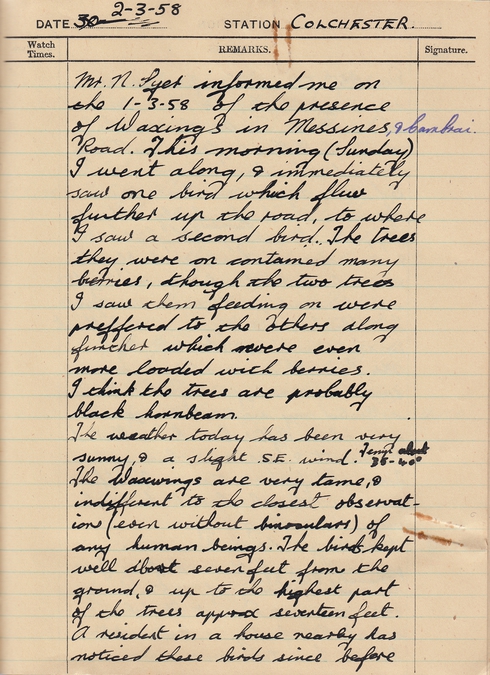 DATE 30 2-3-58 STATION COLCHESTER.
Watch Times. REMARKS. Signature.
Mr. N. Syer informed me on
the 1-3-58 of the presence
of Waxings in Messines, & Cambrai.
Road. This morning (Sunday)
I went along, & immediately
saw one bird which flew
further up the road, to where
I saw a second bird. The trees
they were on contained many
berries, though the two trees
I saw them feeding on were
preffered to the others along
further which were even
more loaded with berries.
I think the trees are probably
black hornbeam.
The weather today has been very
sunny, & a slight S.E. wind. Temp. about 35-40°
The Waxwings are very tame, &
indifferent to the closest observat-
ion (even without binoculars) of
any human beings. The birds kept
well about seven feet from the
ground, & up to the highest part
of the trees approx seventeen feet.
A resident in a house nearby has
noticed these birds since before